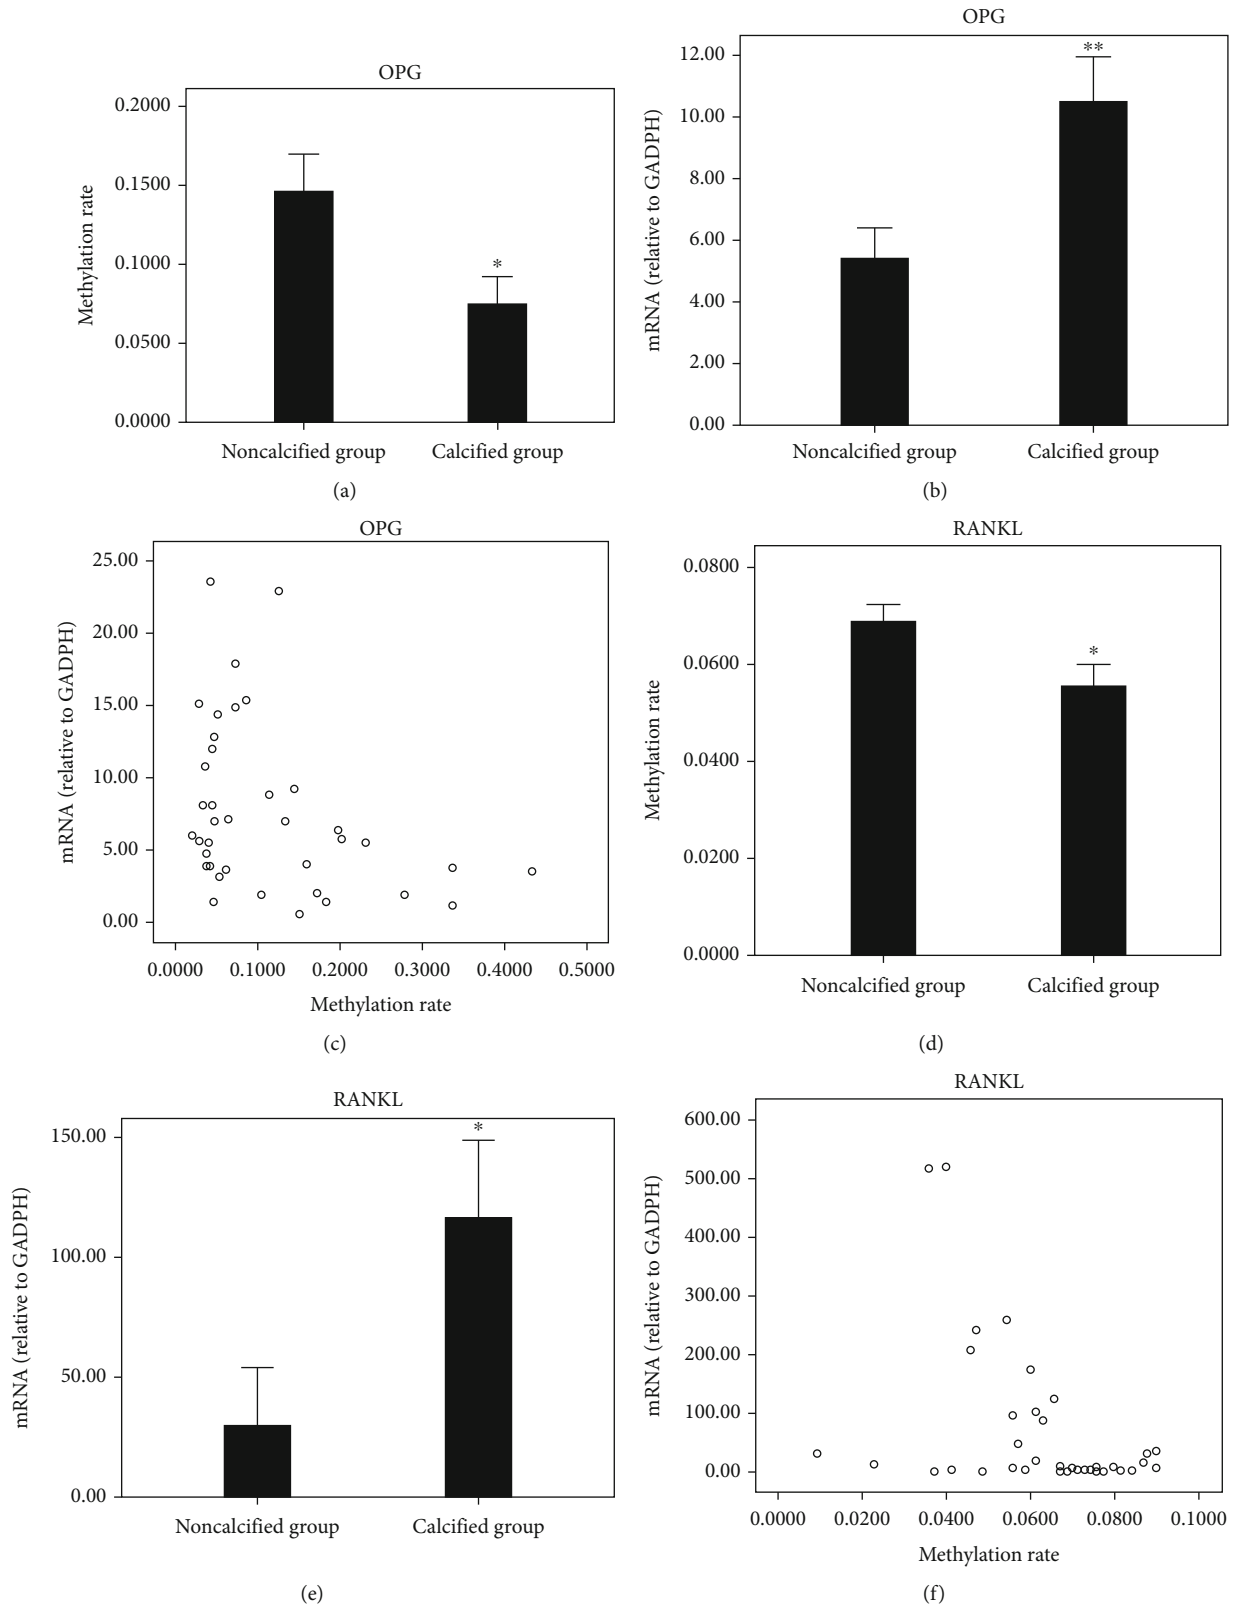 OPG
0.2000
0.1500
0.1000
0.0500
0.0000
Methylation rate
*
Noncalcified group Calcified group
(a)
OPG
12.00
10.00
8.00
6.00
4.00
2.00
0.00
mRNA (relative to GADPH)
**
Noncalcified group Calcified group
(b)
OPG
25.00
20.00
15.00
10.00
5.00
0.00
mRNA (relative to GADPH)
0.0000 0.1000 0.2000 0.3000 0.4000 0.5000
Methylation rate
(c)
RANKL
0.0800
0.0600
0.0400
0.0200
0.0000
Methylation rate
*
Noncalcified group Calcified group
(d)
RANKL
150.00
100.00
50.00
0.00
mRNA (relative to GADPH)
*
Noncalcified group Calcified group
(e)
RANKL
600.00
500.00
400.00
300.00
200.00
100.00
0.00
mRNA (relative to GADPH)
0.0000 0.0200 0.0400 0.0600 0.0800 0.1000
Methylation rate
(f)